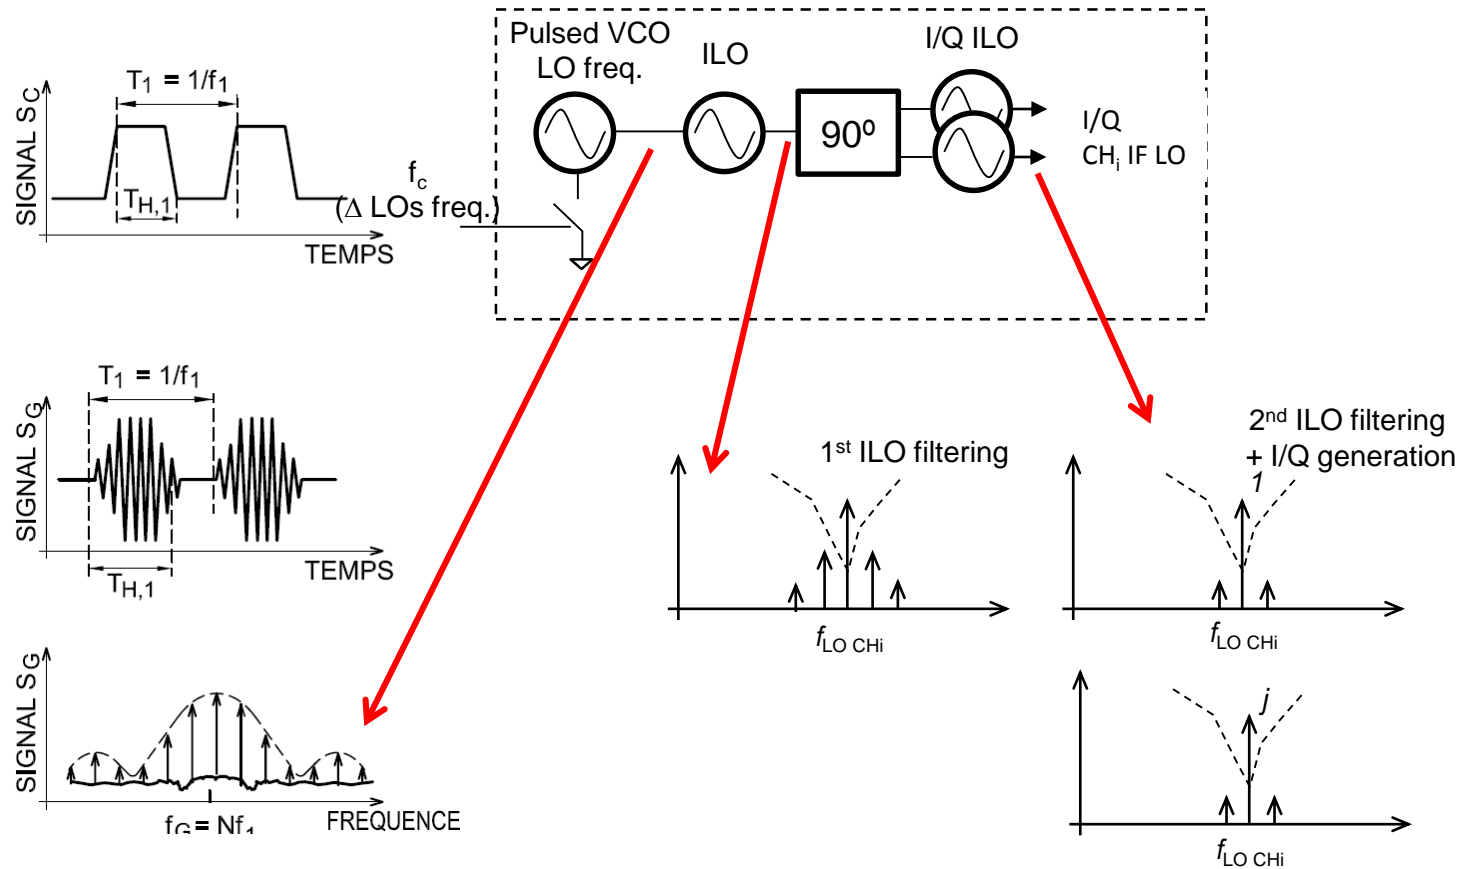 Pulsed VCO
LO freq.
ILO
I/Q ILO
90º
I/Q
CHi IF LO
fc
(Δ LOs freq.)
SIGNAL SC
T1 = 1/f1
TH,1
TEMPS
SIGNAL SG
T1 = 1/f1
TH,1
TEMPS
SIGNAL SG
fG = Nf1
FREQUENCE
1st ILO filtering
fLO CHi
2nd ILO filtering
+ I/Q generation
1
fLO CHi
j
fLO CHi